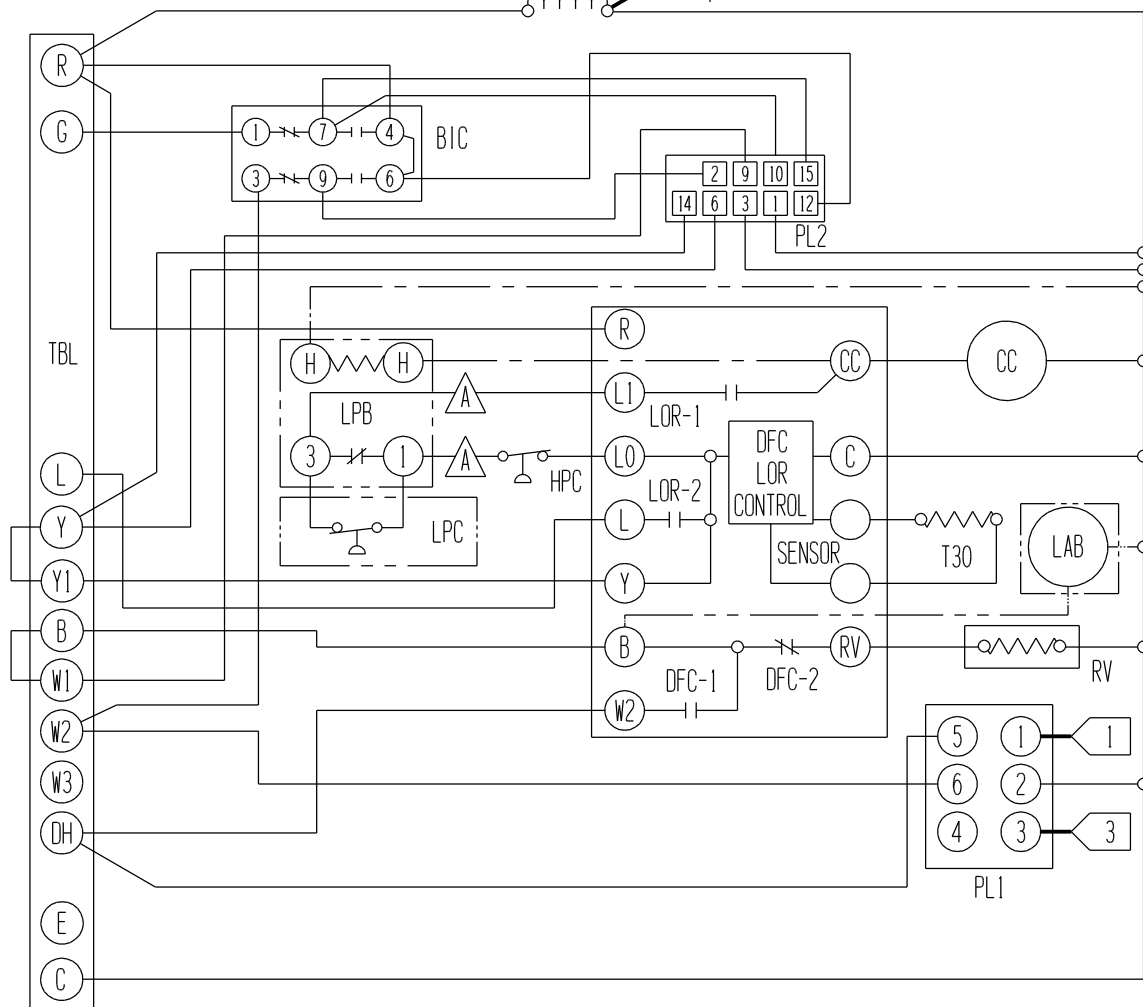 R
G
1 7 4
BIC
3 9 6
2 9 10 15
14 6 3 1 12
PL2
TBL
R
H H
CC
CC
LPB
A
L1
LOR-1
3 1
A
HPC
LO
DFC
LOR
CONTROL
C
L
LOR-2
L
LPC
SENSOR
T30
LAB
Y
Y1
Y
B
B
DFC-1
DFC-2
RV
RV
W1
W2
W2
5 1
1
W3
6 2
DH
4 3
3
PL1
E
C